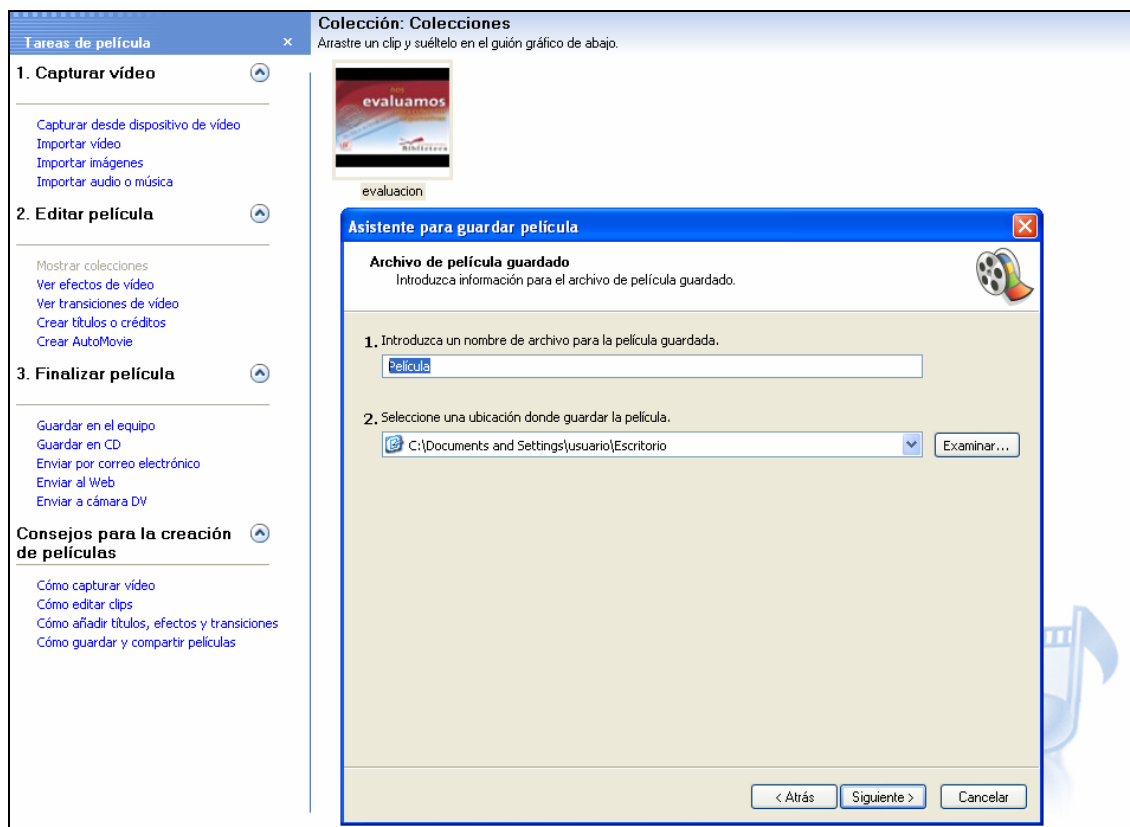 Tareas de película
1. Capturar vídeo
Capturar desde dispositivo de vídeo
Importar vídeo
Importar imágenes
Importar audio o música
2. Editar película
Mostrar colecciones
Ver efectos de vídeo
Ver transiciones de vídeo
Crear títulos o créditos
Crear AutoMovie
3. Finalizar película
Guardar en el equipo
Guardar en CD
Enviar por correo electrónico
Enviar al Web
Enviar a cámara DV
Consejos para la creación
de películas
Cómo capturar vídeo
Cómo editar clips
Cómo añadir títulos, efectos y transiciones
Cómo guardar y compartir películas
Colección: Colecciones
Arrastre un clip y suéltelo en el guión gráfico de abajo.
nos
evaluamos
Biblioteca
evaluacion
Asistente para guardar película
Archivo de película guardado
Introduzca información para el archivo de película guardado.
1. Introduzca un nombre de archivo para la película guardada.
Película
2. Seleccione una ubicación donde guardar la película.
C:\Documents and Settings\usuario\Escritorio
Examinar...
< Atrás
Siguiente >
Cancelar